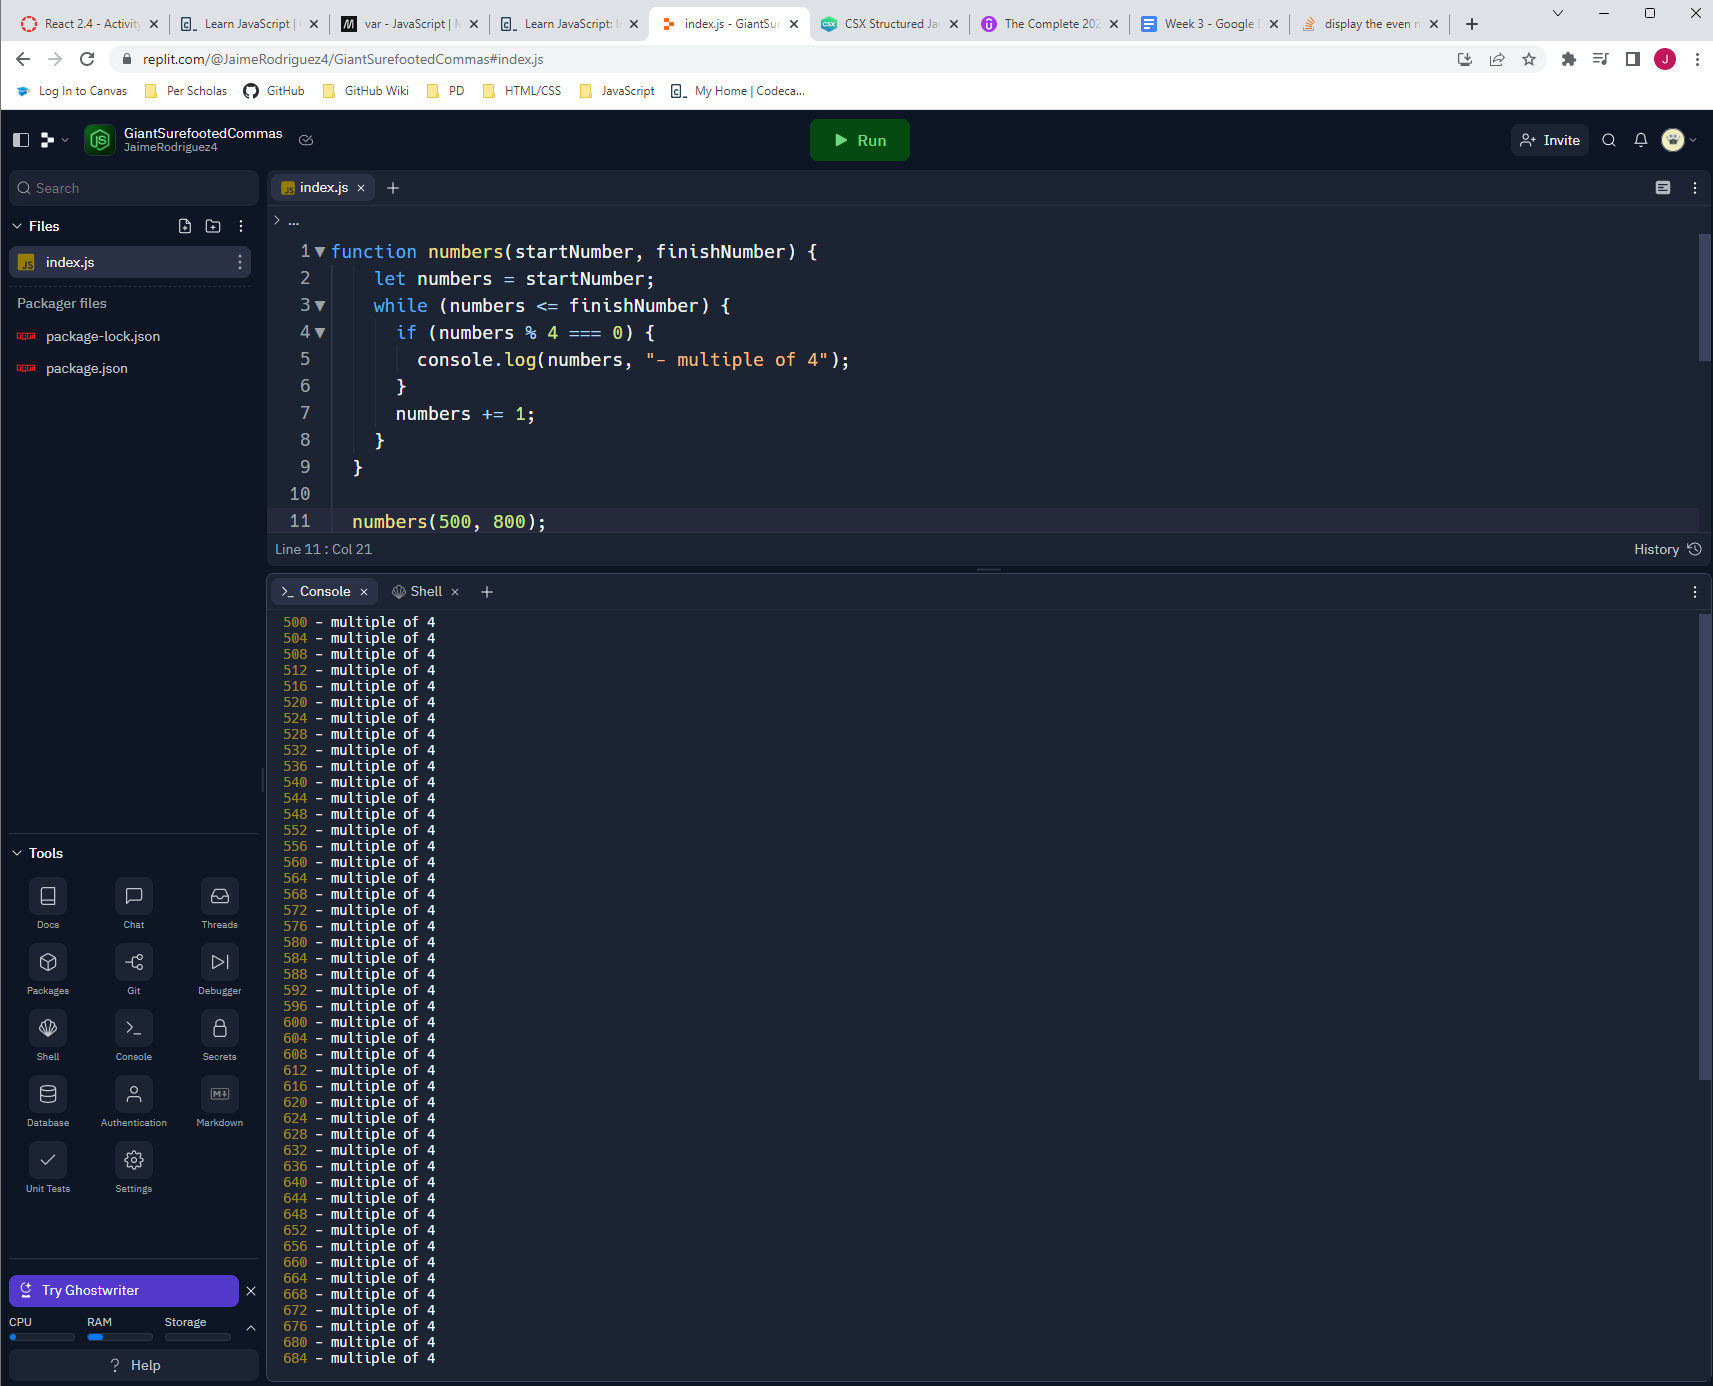 React 2.4 - Activity
Learn JavaScript |
var - JavaScript | M
Learn JavaScript: I
index.js - GiantSur
CSX Structured Jav
The Complete 202
Week 3 - Google D
display the even n
replit.com/@JaimeRodriguez4/GiantSurefootedCommas#index.js
J
Log In to Canvas
Per Scholas
GitHub
GitHub Wiki
PD
HTML/CSS
JavaScript
My Home | Codeca...
GiantSurefootedCommas
JaimeRodriguez4
Run
Invite
Search
Files
index.js
Packager files
package-lock.json
package.json
index.js
...
1 function numbers(startNumber, finishNumber) {
2 let numbers = startNumber;
3 while (numbers <= finishNumber) {
4 if (numbers % 4 === 0) {
5 console.log(numbers, "- multiple of 4");
6 }
7 numbers += 1;
8 }
9 }
10
11 numbers(500, 800);
Line 11 : Col 21
History
Console
Shell
500 - multiple of 4
504 - multiple of 4
508 - multiple of 4
512 - multiple of 4
516 - multiple of 4
520 - multiple of 4
524 - multiple of 4
528 - multiple of 4
532 - multiple of 4
536 - multiple of 4
540 - multiple of 4
544 - multiple of 4
548 - multiple of 4
552 - multiple of 4
556 - multiple of 4
560 - multiple of 4
564 - multiple of 4
568 - multiple of 4
572 - multiple of 4
576 - multiple of 4
580 - multiple of 4
584 - multiple of 4
588 - multiple of 4
592 - multiple of 4
596 - multiple of 4
600 - multiple of 4
604 - multiple of 4
608 - multiple of 4
612 - multiple of 4
616 - multiple of 4
620 - multiple of 4
624 - multiple of 4
628 - multiple of 4
632 - multiple of 4
636 - multiple of 4
640 - multiple of 4
644 - multiple of 4
648 - multiple of 4
652 - multiple of 4
656 - multiple of 4
660 - multiple of 4
664 - multiple of 4
668 - multiple of 4
672 - multiple of 4
676 - multiple of 4
680 - multiple of 4
684 - multiple of 4
Tools
Docs
Chat
Threads
Packages
Git
Debugger
Shell
Console
Secrets
Database
Authentication
Markdown
Unit Tests
Settings
Try Ghostwriter
CPU
RAM
Storage
? Help